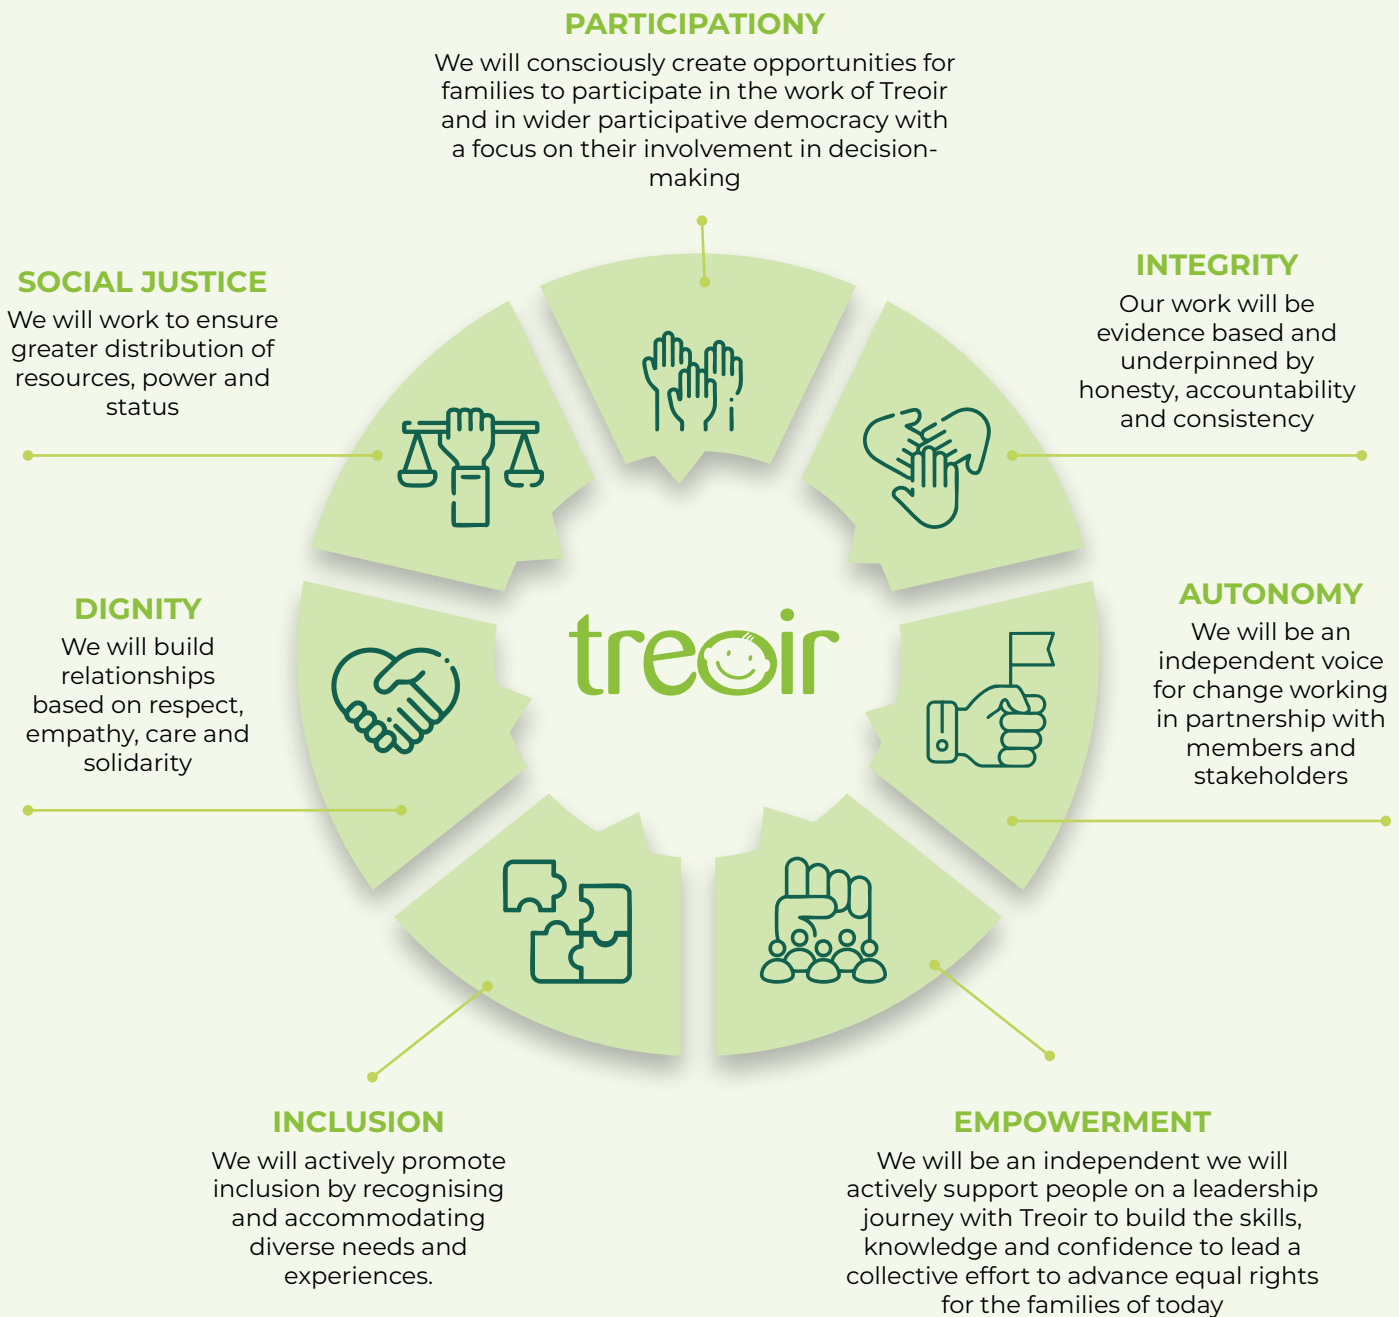 PARTICIPATIONY
We will consciously create opportunities for
families to participate in the work of Treoir
and in wider participative democracy with
a focus on their involvement in decision-
making
SOCIAL JUSTICE
We will work to ensure
greater distribution of
resources, power and
status
INTEGRITY
Our work will be
evidence based and
underpinned by
honesty, accountability
and consistency
DIGNITY
We will build
relationships
based on respect,
empathy, care and
solidarity
treoir
AUTONOMY
We will be an
independent voice
for change working
in partnership with
members and
stakeholders
INCLUSION
We will actively promote
inclusion by recognising
and accommodating
diverse needs and
experiences.
EMPOWERMENT
We will be an independent we will
actively support people on a leadership
journey with Treoir to build the skills,
knowledge and confidence to lead a
collective effort to advance equal rights
for the families of today